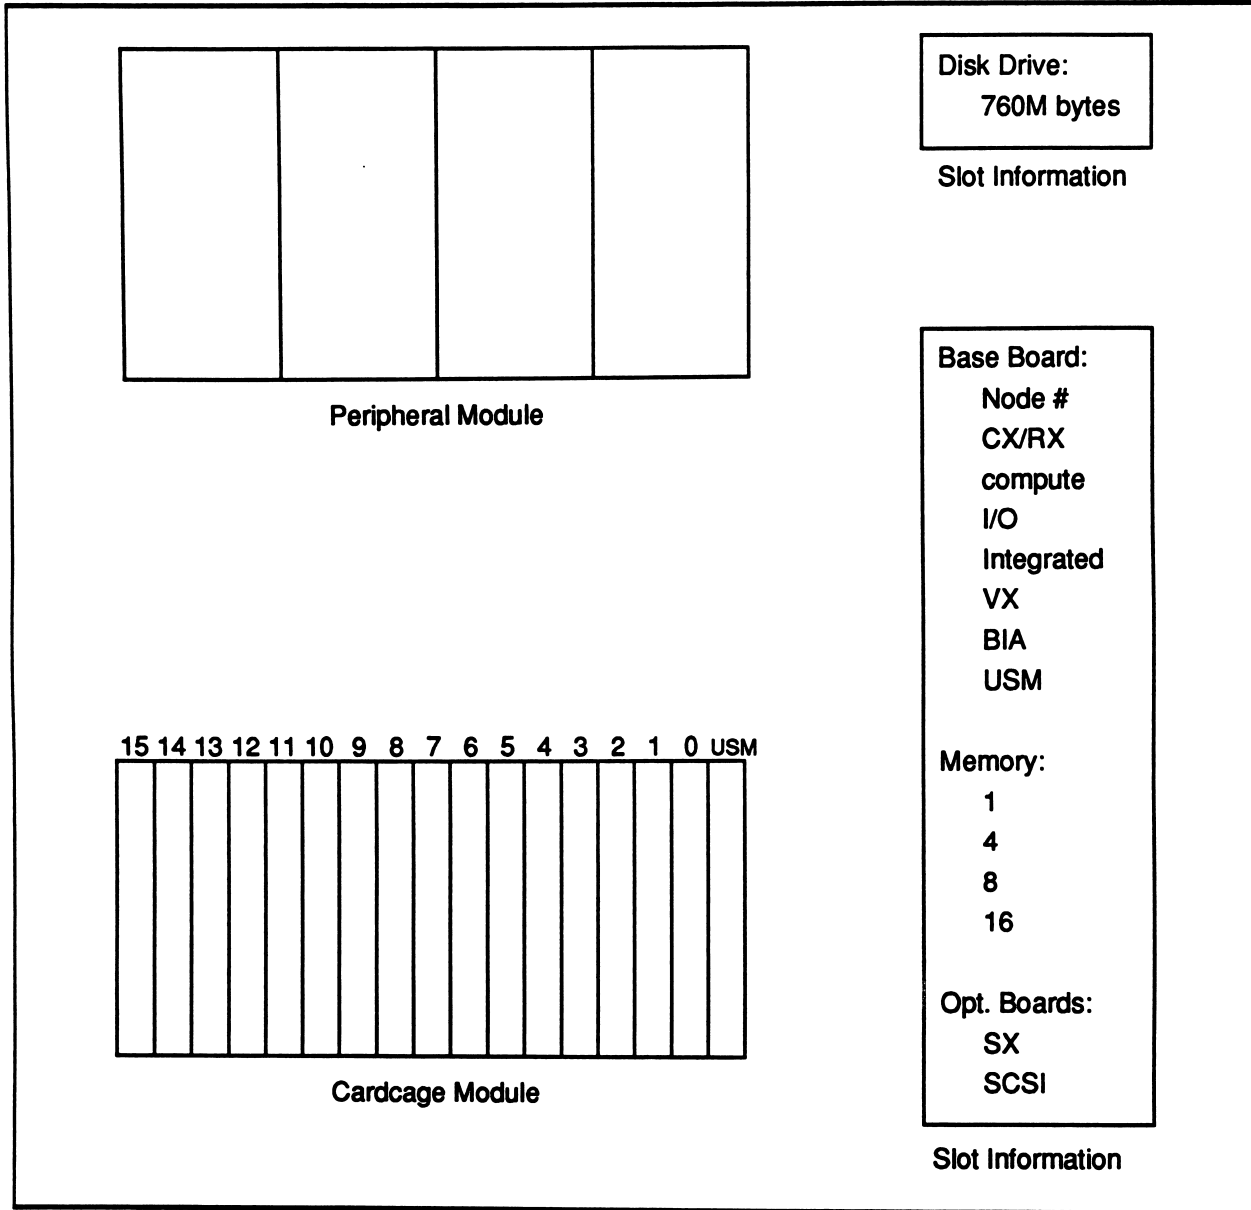 Disk Drive:
760M bytes
Slot Information
Peripheral Module
Base Board:
Node #
CX/RX
compute
I/O
Integrated
VX
BIA
USM
Memory:
1
4
8
16
Opt. Boards:
SX
SCSI
Slot Information
15 14 13 12 11 10 9 8 7 6 5 4 3 2 1 0 USM
Cardcage Module